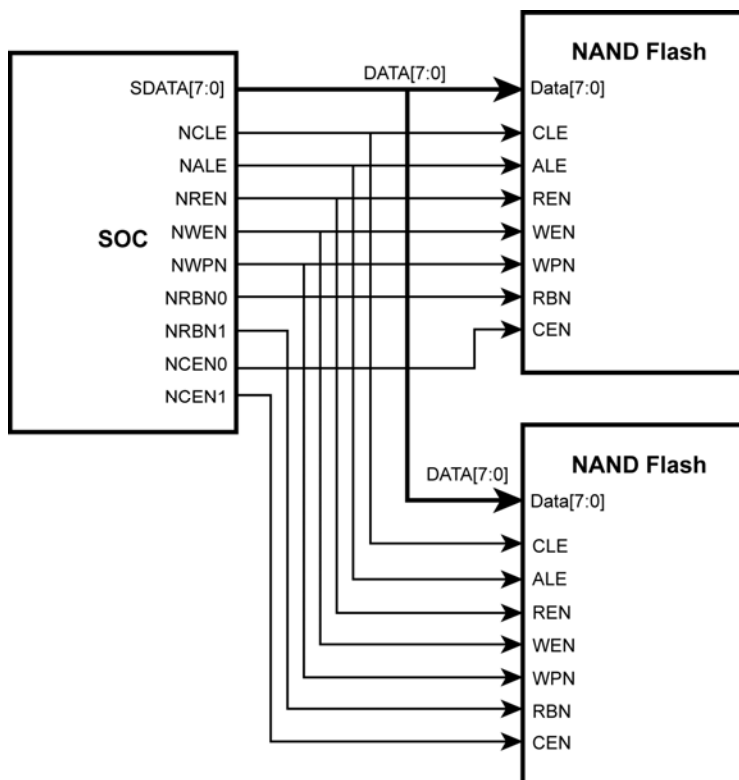 NAND Flash
DATA[7:0]
SDATA[7:0]
Data[7:0]
NCLE
CLE
NALE
ALE
NREN
REN
SOC
NWEN
WEN
NWPN
WPN
NRBN0
RBN
NRBN1
CEN
NCEN0
NCEN1
NAND Flash
DATA[7:0]
Data[7:0]
CLE
ALE
REN
WEN
WPN
RBN
CEN